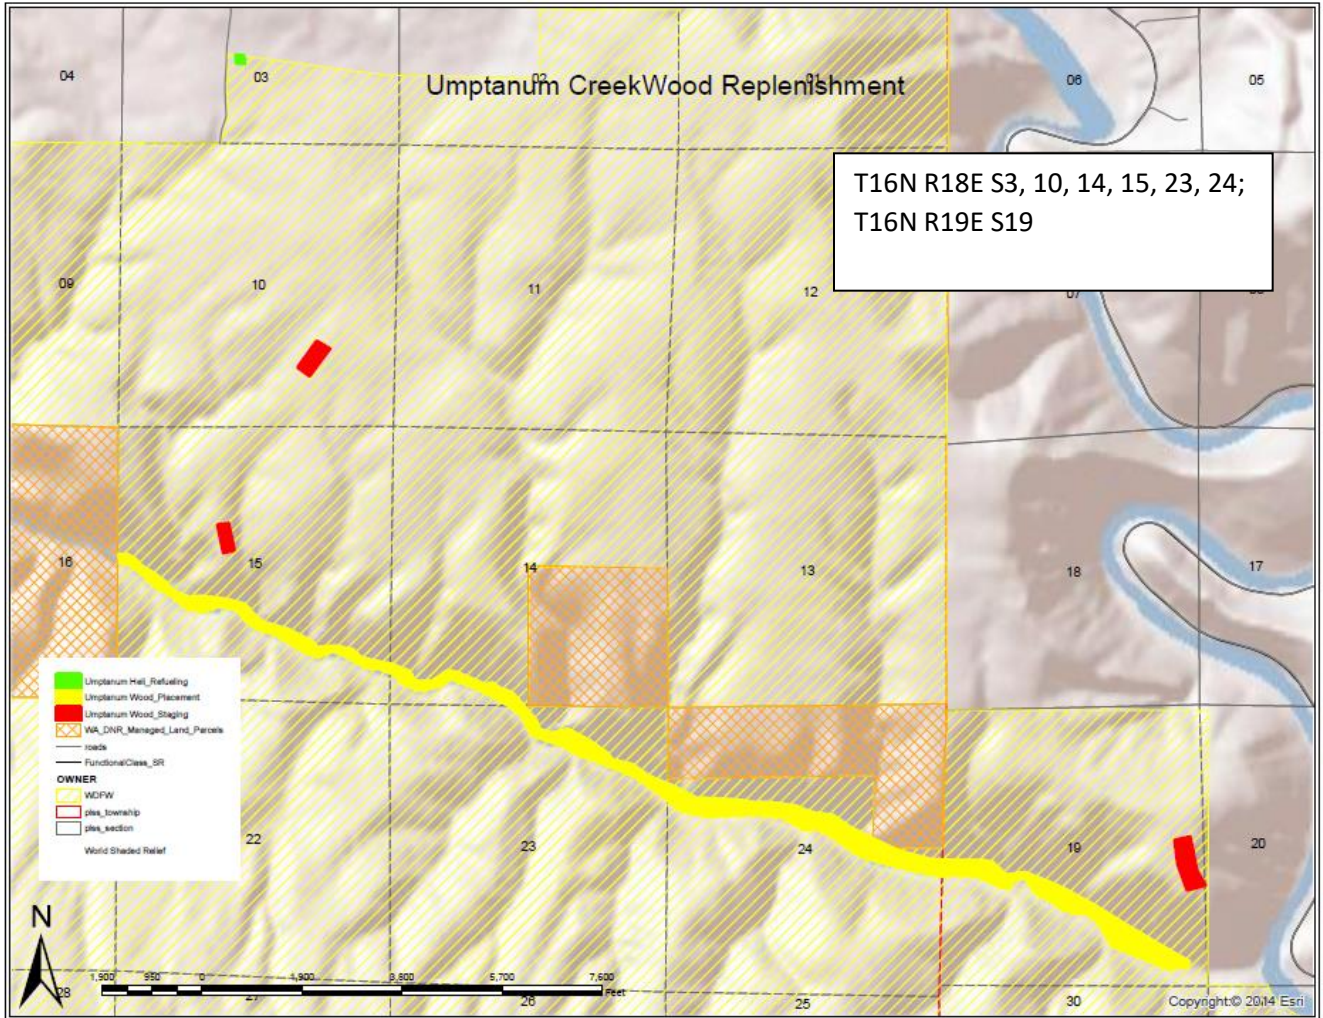 04
03
02
01
06
05
Umptanum CreekWood Replenishment
T16N R18E S3, 10, 14, 15, 23, 24;
T16N R19E S19
09
10
11
12
07
16
15
14
13
18
17
Umptanum Heli_Refueling
Umptanum Wood_Placement
Umptanum Wood_Staging
WA_DNR_Managed_Land_Parcels
roads
FunctionalClass_SR
OWNER
WDFW
plss_township
plss_section
World Shaded Relief
22
23
24
19
20
N
1,900 950 0 1,900 3,800 5,700 7,600
Feet
28
27
26
25
30
Copyright:© 2014 Esri